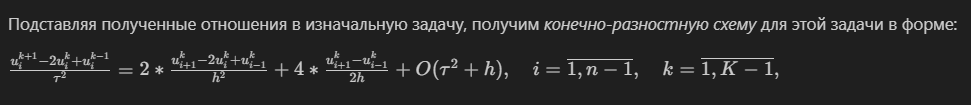 Подставляя полученные отношения в изначальную задачу, получим конечно-разностную схему для этой задачи в форме:
$\frac{u_i^{k+1}-2u_i^k+u_i^{k-1}}{\tau^2} = 2 * \frac{u_{i+1}^k-2u_i^k+u_{i-1}^k}{h^2} + 4 * \frac{u_{i+1}^k-u_{i-1}^k}{2h} + O(\tau^2 + h), \quad i = \overline{1, n-1}, \quad k = \overline{1, K-1},$